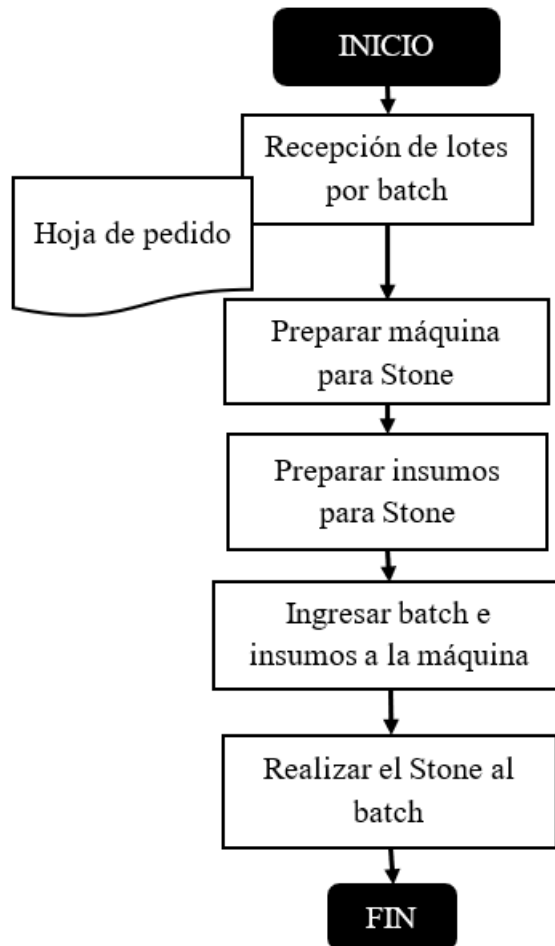 INICIO
Recepción de lotes
por batch
Hoja de pedido
Preparar máquina
para Stone
Preparar insumos
para Stone
Ingresar batch e
insumos a la máquina
Realizar el Stone al
batch
FIN